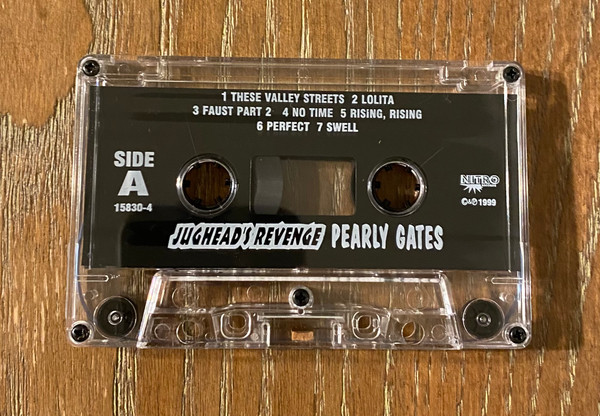 1 THESE VALLEY STREETS 2 LOLITA
3 FAUST PART 2 4 NO TIME 5 RISING, RISING
6 PERFECT 7 SWELL
SIDE
A
15830-4
NITRO
©&℗ 1999
JUGHEAD'S REVENGE PEARLY GATES